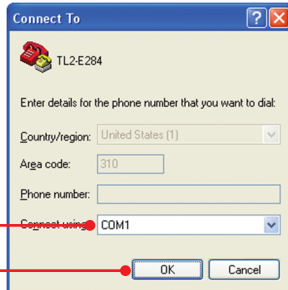 Connect To
TL2-E284
Enter details for the phone number that you want to dial:
Country/region: United States (1)
Area code: 310
Phone number:
Connect using: COM1
OK Cancel